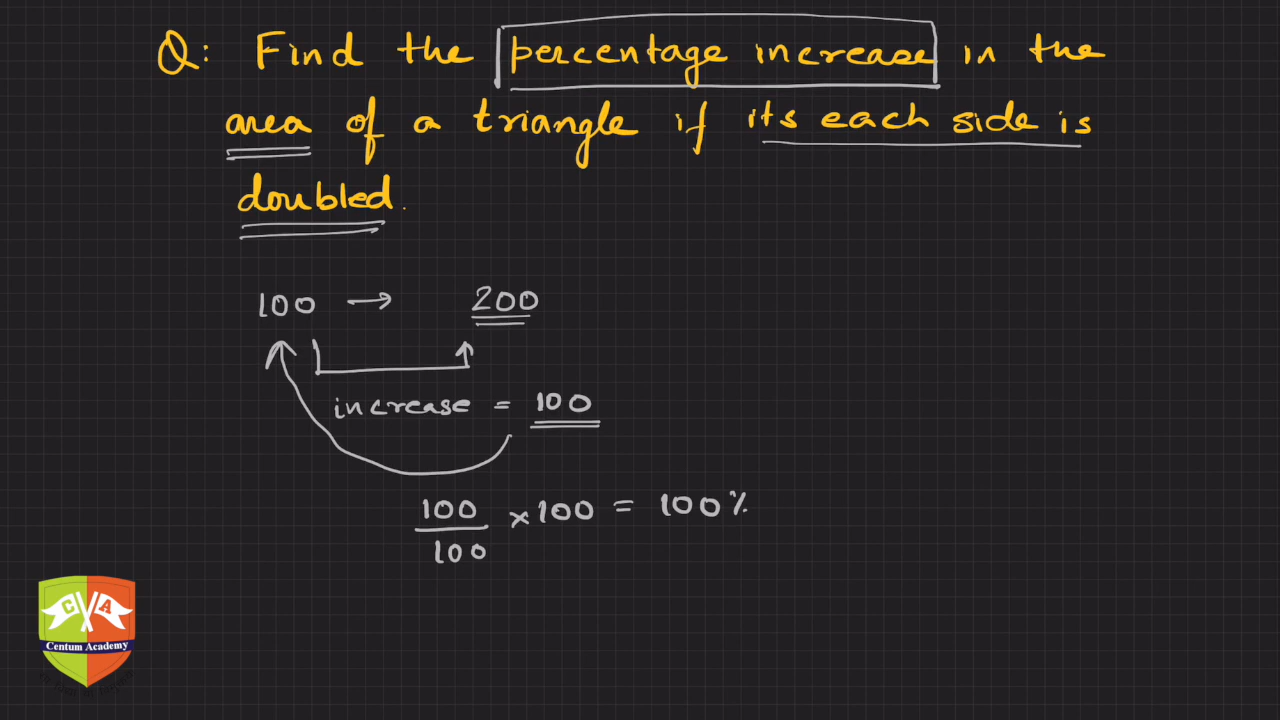 Q: Find the percentage increase in the
area of a triangle if its each side is
doubled.
100 → 200
increase = 100
100
100
× 100 = 100%
C A
Centum Academy